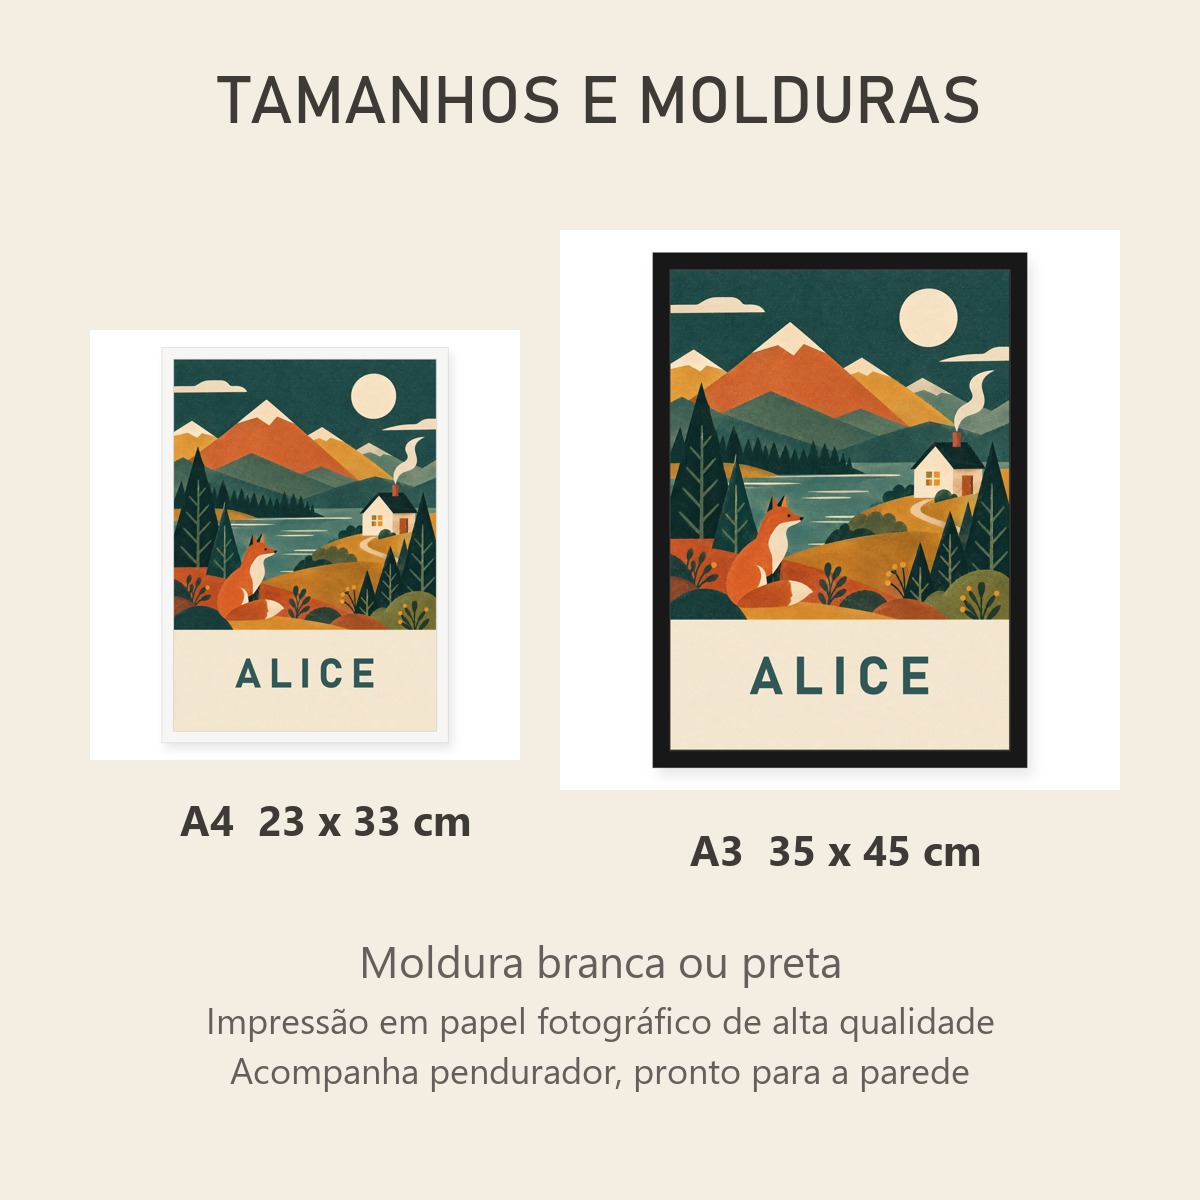 TAMANHOS E MOLDURAS
ALICE
ALICE
A4 23 x 33 cm
A3 35 x 45 cm
Moldura branca ou preta
Impressão em papel fotográfico de alta qualidade
Acompanha pendurador, pronto para a parede